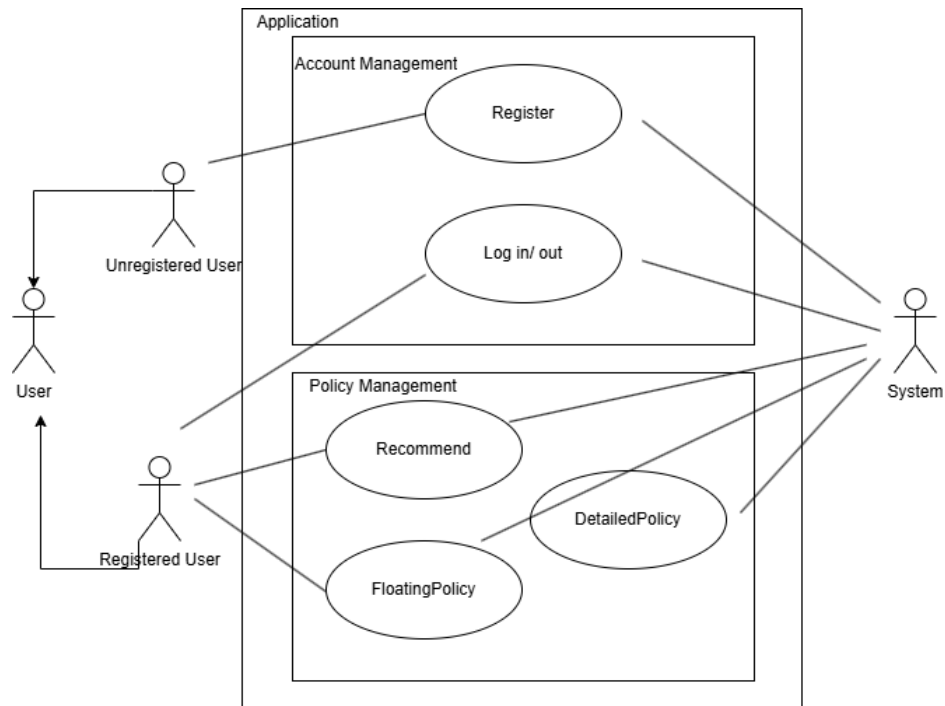 Application
Account Management
Register
Unregistered User
Log in/ out
User
System
Policy Management
Recommend
DetailedPolicy
Registered User
FloatingPolicy